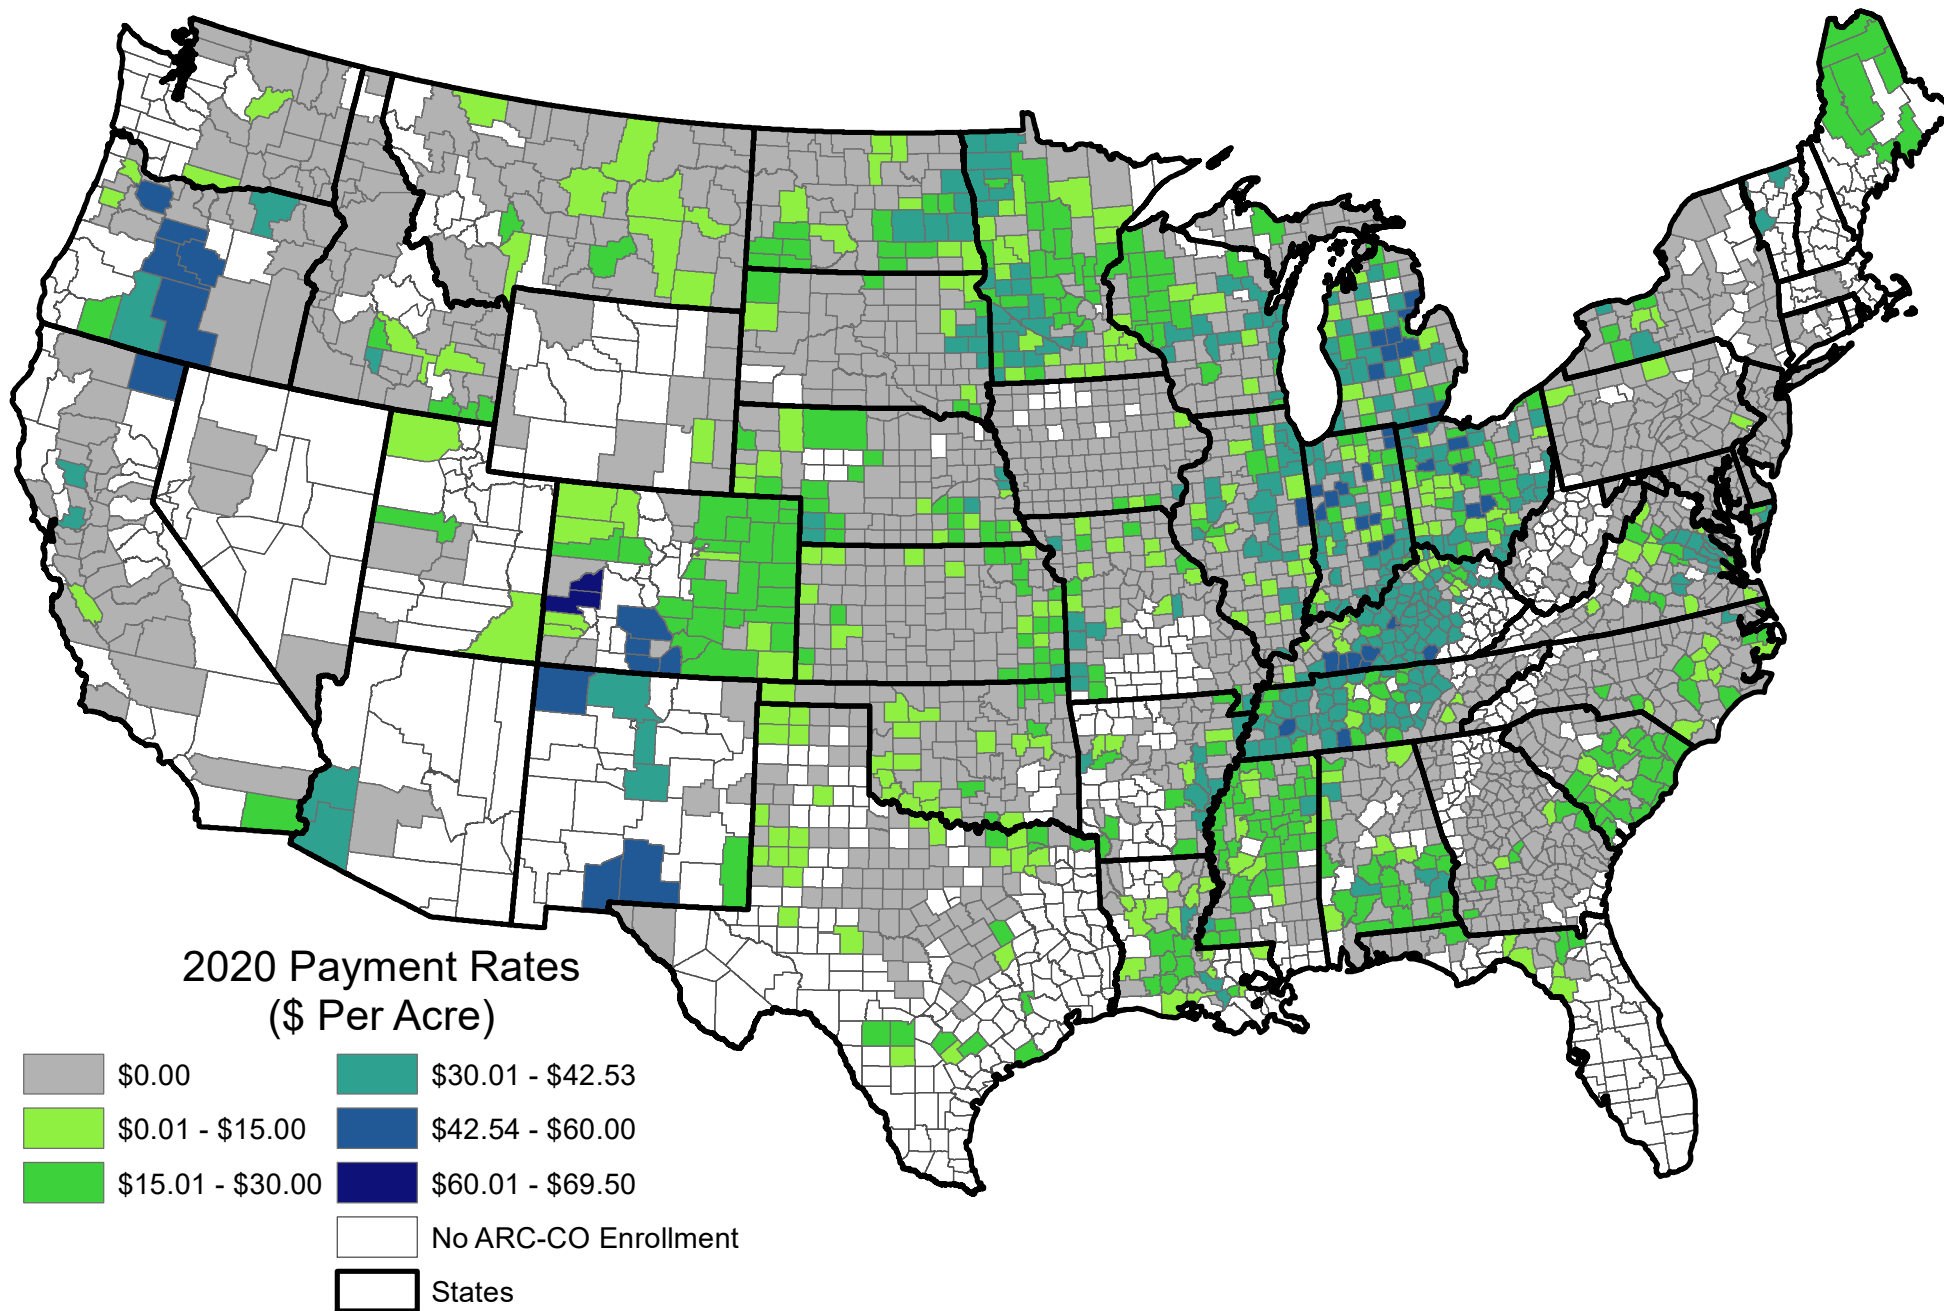 2020 Payment Rates
($ Per Acre)
$0.00
$0.01 - $15.00
$15.01 - $30.00
$30.01 - $42.53
$42.54 - $60.00
$60.01 - $69.50
No ARC-CO Enrollment
States